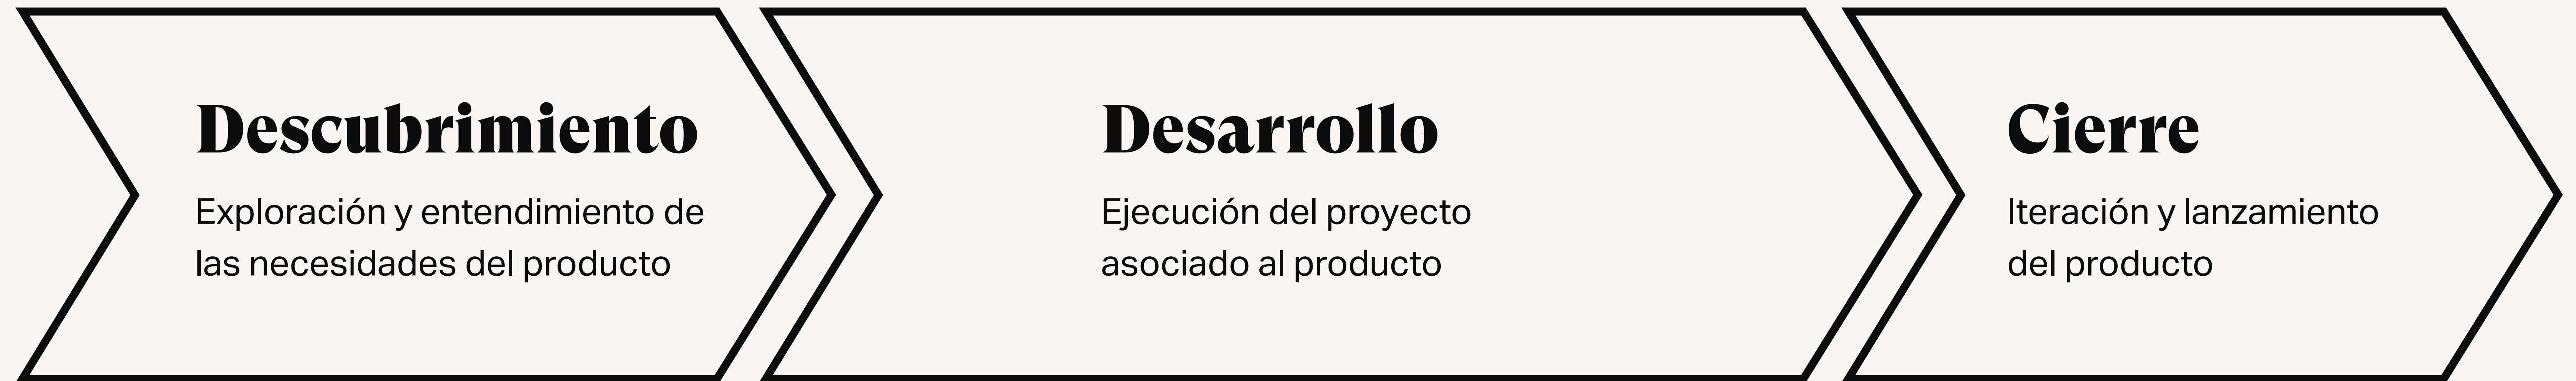 Descubrimiento
Exploración y entendimiento de
las necesidades del producto
Desarrollo
Ejecución del proyecto
asociado al producto
Cierre
Iteración y lanzamiento
del producto